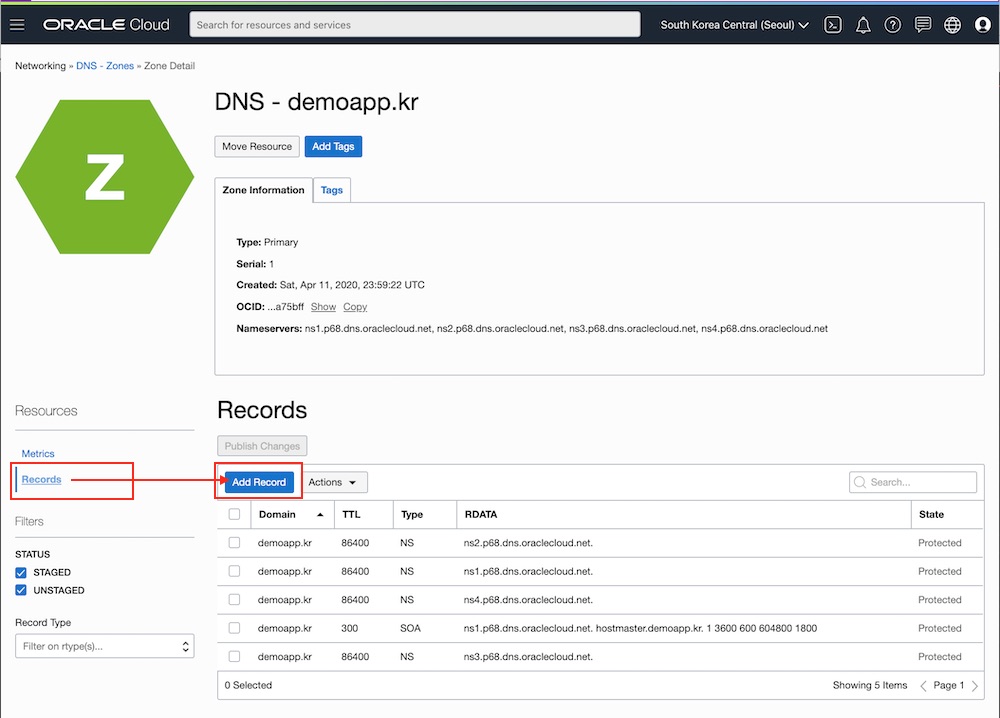 ORACLE Cloud Search for resources and services South Korea Central (Seoul)
Networking » DNS - Zones » Zone Detail
Z
DNS - demoapp.kr
Move Resource Add Tags
Zone Information Tags
Type: Primary
Serial: 1
Created: Sat, Apr 11, 2020, 23:59:22 UTC
OCID: ...a75bff Show Copy
Nameservers: ns1.p68.dns.oraclecloud.net, ns2.p68.dns.oraclecloud.net, ns3.p68.dns.oraclecloud.net, ns4.p68.dns.oraclecloud.net
Resources
Metrics
Records
Filters
STATUS
STAGED
UNSTAGED
Record Type
Filter on rtype(s)...
Records
Publish Changes
Add Record Actions Search...
Domain TTL Type RDATA State
demoapp.kr 86400 NS ns2.p68.dns.oraclecloud.net. Protected
demoapp.kr 86400 NS ns1.p68.dns.oraclecloud.net. Protected
demoapp.kr 86400 NS ns4.p68.dns.oraclecloud.net. Protected
demoapp.kr 300 SOA ns1.p68.dns.oraclecloud.net. hostmaster.demoapp.kr. 1 3600 600 604800 1800 Protected
demoapp.kr 86400 NS ns3.p68.dns.oraclecloud.net. Protected
0 Selected Showing 5 Items Page 1